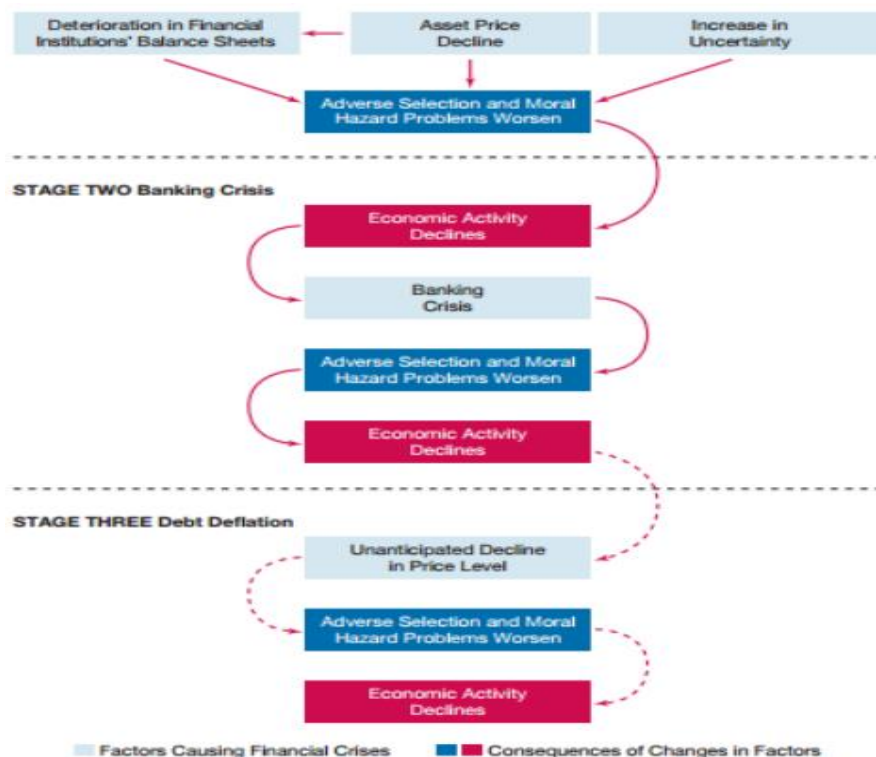 Deterioration in Financial
Institutions' Balance Sheets
Asset Price
Decline
Increase in
Uncertainty
Adverse Selection and Moral
Hazard Problems Worsen
STAGE TWO Banking Crisis
Economic Activity
Declines
Banking
Crisis
Adverse Selection and Moral
Hazard Problems Worsen
Economic Activity
Declines
STAGE THREE Debt Deflation
Unanticipated Decline
in Price Level
Adverse Selection and Moral
Hazard Problems Worsen
Economic Activity
Declines
Factors Causing Financial Crises
Consequences of Changes in Factors